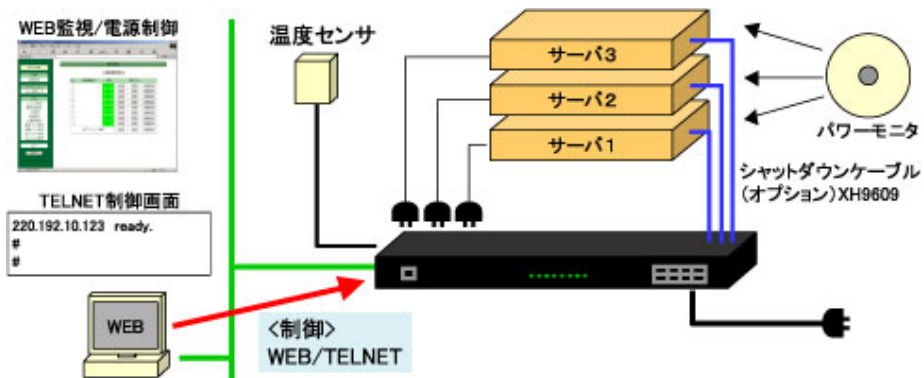 WEB監視/電源制御
温度センサ
サーバ3
サーバ2
サーバ1
パワーモニタ
シャットダウンケーブル
(オプション)XH9609
TELNET制御画面
220.192.10.123 ready.
#
#
WEB
<制御>
WEB/TELNET